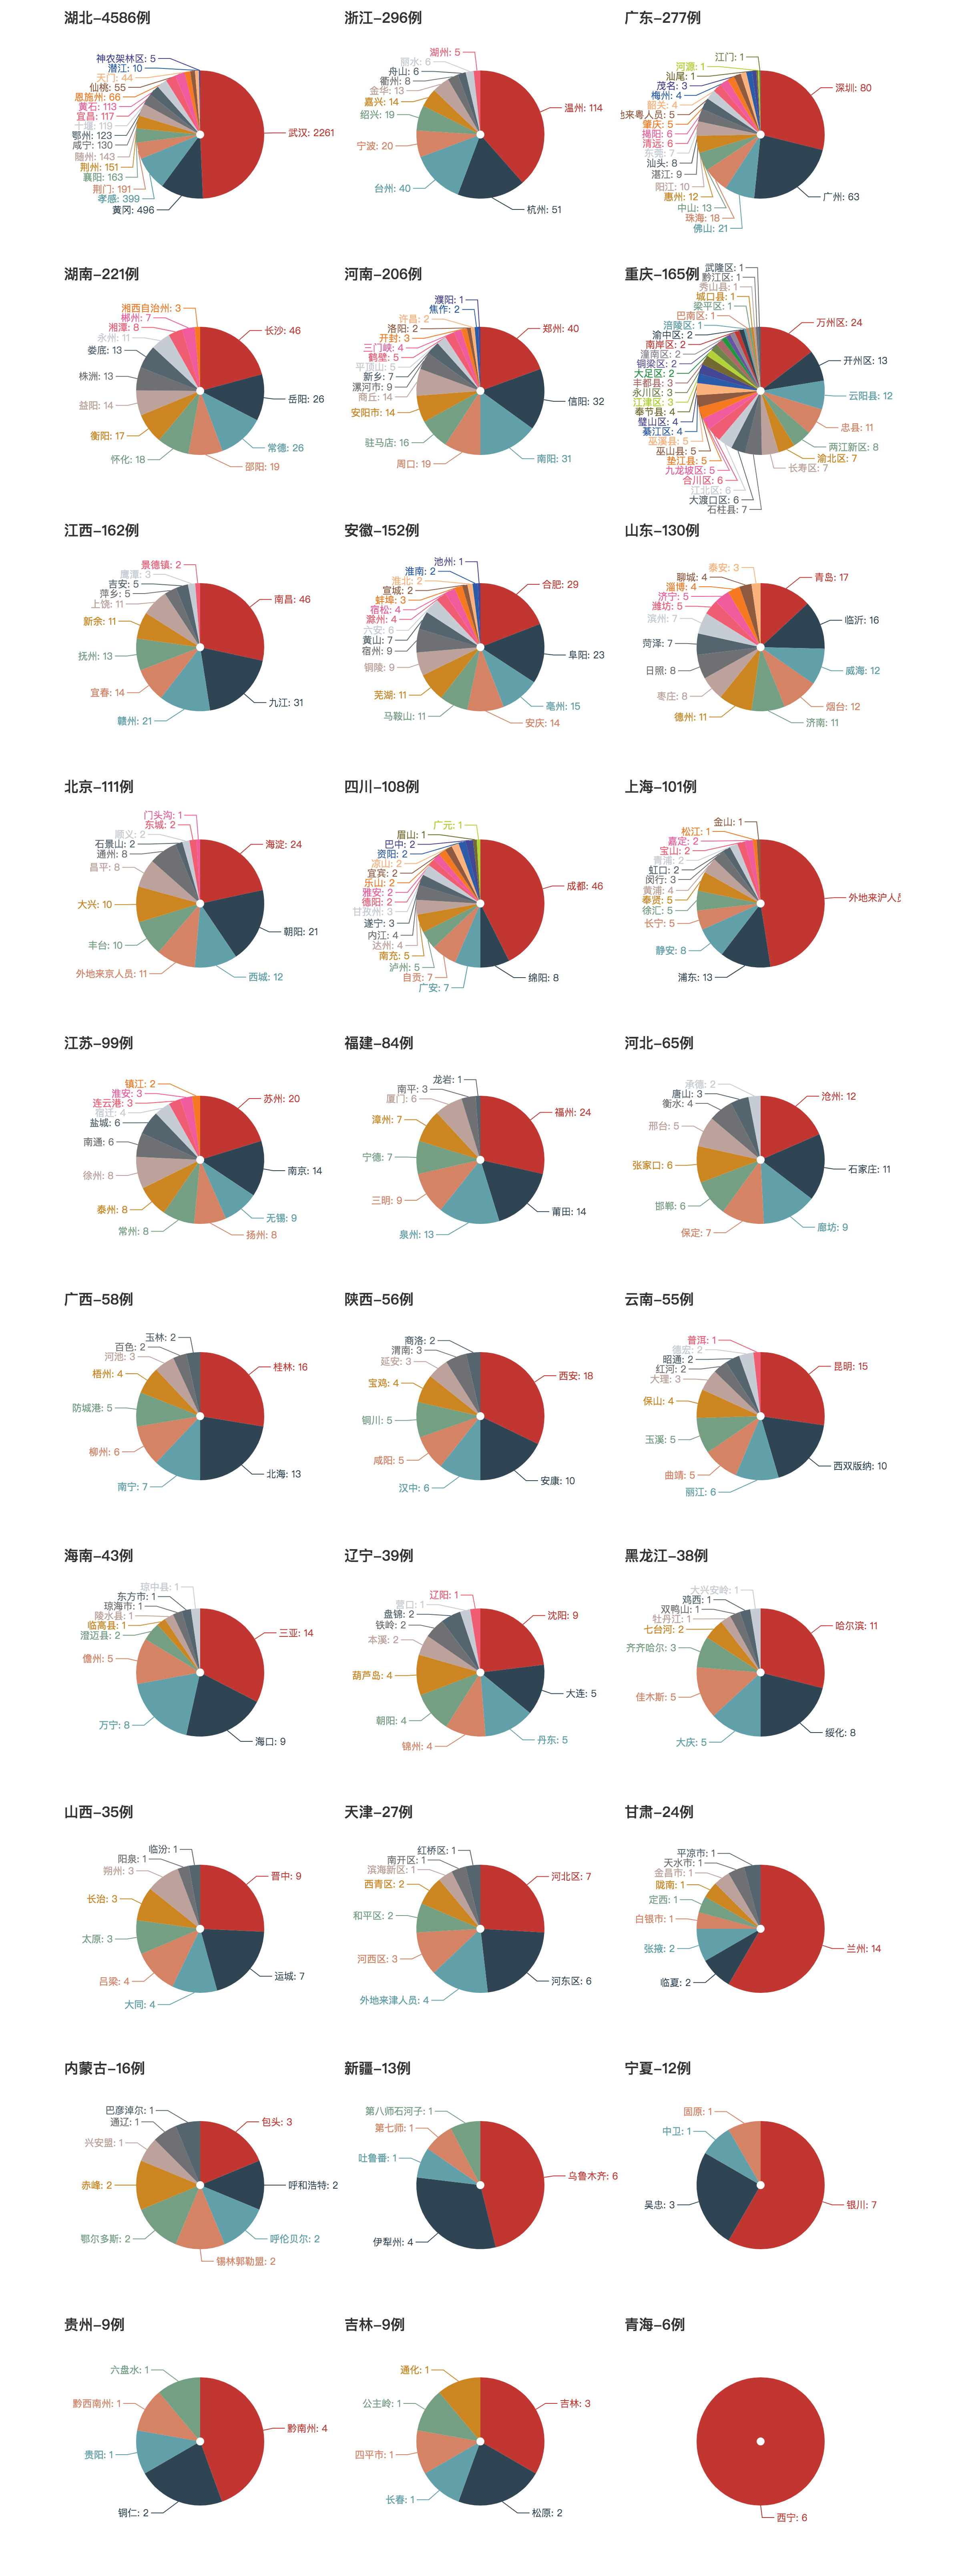 湖北-4586例
神农架林区: 5
潜江: 10
天门: 44
仙桃: 55
恩施州: 66
黄石: 113
宜昌: 117
十堰: 119
鄂州: 123
咸宁: 130
随州: 143
荆州: 151
襄阳: 163
荆门: 191
孝感: 399
黄冈: 496
武汉: 2261
浙江-296例
湖州: 5
丽水: 6
舟山: 6
衢州: 8
金华: 13
嘉兴: 14
绍兴: 19
宁波: 20
台州: 40
杭州: 51
温州: 114
广东-277例
江门: 1
河源: 1
汕尾: 1
茂名: 3
梅州: 4
韶关: 4
地来粤人员: 5
肇庆: 5
揭阳: 6
清远: 6
东莞: 7
汕头: 8
湛江: 9
阳江: 10
惠州: 12
中山: 13
珠海: 18
佛山: 21
广州: 63
深圳: 80
湖南-221例
湘西自治州: 3
郴州: 7
湘潭: 8
永州: 11
娄底: 13
株洲: 13
益阳: 14
衡阳: 17
怀化: 18
邵阳: 19
常德: 26
岳阳: 26
长沙: 46
河南-206例
濮阳: 1
焦作: 2
许昌: 2
洛阳: 2
开封: 3
三门峡: 4
鹤壁: 5
平顶山: 5
新乡: 7
漯河市: 9
商丘: 14
安阳市: 14
驻马店: 16
周口: 19
南阳: 31
信阳: 32
郑州: 40
重庆-165例
武隆区: 1
黔江区: 1
秀山县: 1
城口县: 1
梁平区: 1
巴南区: 1
涪陵区: 1
渝中区: 2
南岸区: 2
潼南区: 2
铜梁区: 2
大足区: 2
丰都县: 3
永川区: 3
江津区: 3
奉节县: 4
璧山区: 4
綦江区: 4
巫溪县: 5
巫山县: 5
垫江县: 5
九龙坡区: 5
合川区: 6
江北区: 6
大渡口区: 6
石柱县: 7
长寿区: 7
渝北区: 7
两江新区: 8
忠县: 11
云阳县: 12
开州区: 13
万州区: 24
江西-162例
景德镇: 2
鹰潭: 3
吉安: 5
萍乡: 5
上饶: 11
新余: 11
抚州: 13
宜春: 14
赣州: 21
九江: 31
南昌: 46
安徽-152例
池州: 1
淮南: 2
淮北: 2
宣城: 2
蚌埠: 3
宿松: 4
滁州: 4
六安: 6
黄山: 7
宿州: 9
铜陵: 9
芜湖: 11
马鞍山: 11
安庆: 14
亳州: 15
阜阳: 23
合肥: 29
山东-130例
泰安: 3
聊城: 4
淄博: 4
济宁: 5
潍坊: 5
滨州: 7
菏泽: 7
日照: 8
枣庄: 8
德州: 11
济南: 11
烟台: 12
威海: 12
临沂: 16
青岛: 17
北京-111例
门头沟: 1
东城: 2
顺义: 2
石景山: 2
通州: 8
昌平: 8
大兴: 10
丰台: 10
外地来京人员: 11
西城: 12
朝阳: 21
海淀: 24
四川-108例
广元: 1
眉山: 1
巴中: 2
资阳: 2
凉山: 2
宜宾: 2
乐山: 2
雅安: 2
德阳: 2
甘孜州: 3
遂宁: 3
内江: 4
达州: 4
南充: 5
泸州: 5
自贡: 7
广安: 7
绵阳: 8
成都: 46
上海-101例
金山: 1
松江: 1
嘉定: 2
宝山: 2
青浦: 2
虹口: 2
闵行: 3
黄浦: 4
奉贤: 5
徐汇: 5
长宁: 5
静安: 8
浦东: 13
外地来沪人员
江苏-99例
镇江: 2
淮安: 3
连云港: 3
宿迁: 4
盐城: 6
南通: 6
徐州: 8
泰州: 8
常州: 8
扬州: 8
无锡: 9
南京: 14
苏州: 20
福建-84例
龙岩: 1
南平: 3
厦门: 6
漳州: 7
宁德: 7
三明: 9
泉州: 13
莆田: 14
福州: 24
河北-65例
承德: 2
唐山: 3
衡水: 4
邢台: 5
张家口: 6
邯郸: 6
保定: 7
廊坊: 9
石家庄: 11
沧州: 12
广西-58例
玉林: 2
百色: 2
河池: 3
梧州: 4
防城港: 5
柳州: 6
南宁: 7
北海: 13
桂林: 16
陕西-56例
商洛: 2
渭南: 3
延安: 3
宝鸡: 4
铜川: 5
咸阳: 5
汉中: 6
安康: 10
西安: 18
云南-55例
普洱: 1
德宏: 2
昭通: 2
红河: 2
大理: 3
保山: 4
玉溪: 5
曲靖: 5
丽江: 6
西双版纳: 10
昆明: 15
海南-43例
琼中县: 1
东方市: 1
琼海市: 1
陵水县: 1
临高县: 1
澄迈县: 2
儋州: 5
万宁: 8
海口: 9
三亚: 14
辽宁-39例
辽阳: 1
营口: 1
盘锦: 2
铁岭: 2
本溪: 2
葫芦岛: 4
朝阳: 4
锦州: 4
丹东: 5
大连: 5
沈阳: 9
黑龙江-38例
大兴安岭: 1
鸡西: 1
双鸭山: 1
牡丹江: 1
七台河: 2
齐齐哈尔: 3
佳木斯: 5
大庆: 5
绥化: 8
哈尔滨: 11
山西-35例
临汾: 1
阳泉: 1
朔州: 3
长治: 3
太原: 3
吕梁: 4
大同: 4
运城: 7
晋中: 9
天津-27例
红桥区: 1
南开区: 1
滨海新区: 1
西青区: 2
和平区: 2
河西区: 3
外地来津人员: 4
河东区: 6
河北区: 7
甘肃-24例
平凉市: 1
天水市: 1
金昌市: 1
陇南: 1
定西: 1
白银市: 1
张掖: 2
临夏: 2
兰州: 14
内蒙古-16例
巴彦淖尔: 1
通辽: 1
兴安盟: 1
赤峰: 2
鄂尔多斯: 2
锡林郭勒盟: 2
呼伦贝尔: 2
呼和浩特: 2
包头: 3
新疆-13例
第八师石河子: 1
第七师: 1
吐鲁番: 1
伊犁州: 4
乌鲁木齐: 6
宁夏-12例
固原: 1
中卫: 1
吴忠: 3
银川: 7
贵州-9例
六盘水: 1
黔西南州: 1
贵阳: 1
铜仁: 2
黔南州: 4
吉林-9例
通化: 1
公主岭: 1
四平市: 1
长春: 1
松原: 2
吉林: 3
青海-6例
西宁: 6